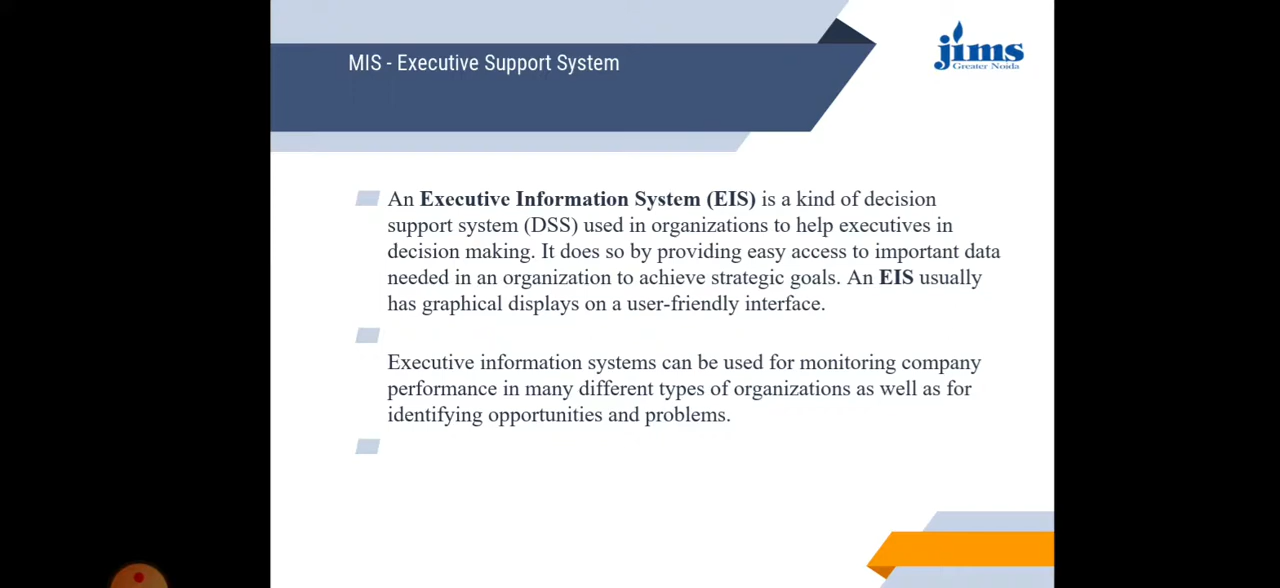 MIS - Executive Support System
jims
Greater Noida
An Executive Information System (EIS) is a kind of decision
support system (DSS) used in organizations to help executives in
decision making. It does so by providing easy access to important data
needed in an organization to achieve strategic goals. An EIS usually
has graphical displays on a user-friendly interface.
Executive information systems can be used for monitoring company
performance in many different types of organizations as well as for
identifying opportunities and problems.